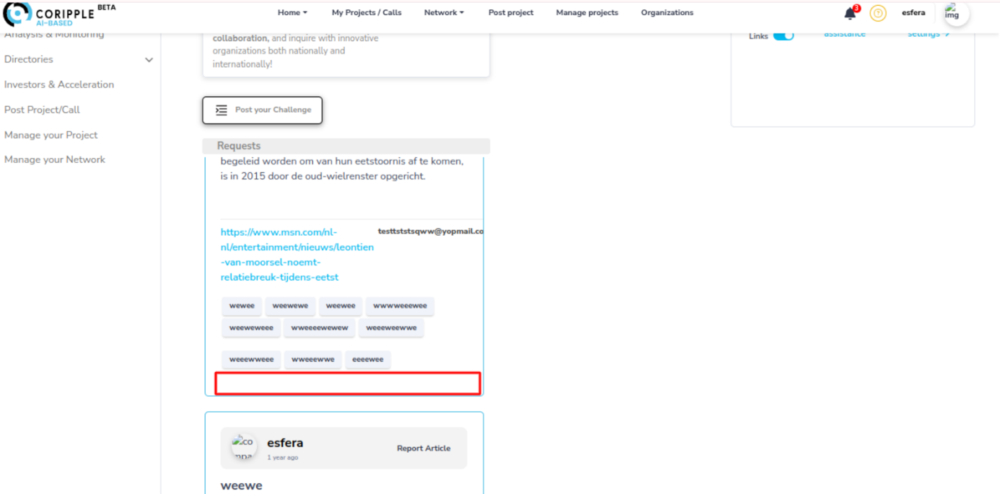 CORIPPLE BETA
AI-BASED
Home
My Projects / Calls
Network
Post project
Manage projects
Organizations
3
?
esfera
img
Analysis & Monitoring
Directories
Investors & Acceleration
Post Project/Call
Manage your Project
Manage your Network
collaboration, and inquire with innovative
organizations both nationally and
internationally!
Links
assistance
settings
Post your Challenge
Requests
begeleid worden om van hun eetstoornis af te komen,
is in 2015 door de oud-wielrenster opgericht.
https://www.msn.com/nl-
nl/entertainment/nieuws/leontien
-van-moorsel-noemt-
relatiebreuk-tijdens-eetst
testtststsqww@yopmail.co
wewee weewewe weewee wwwweeewee
weeweweee wweeeewewew weeeweewwe
weeewweee wweeewwe eeeewee
co
mpa
esfera
1 year ago
Report Article
weewe